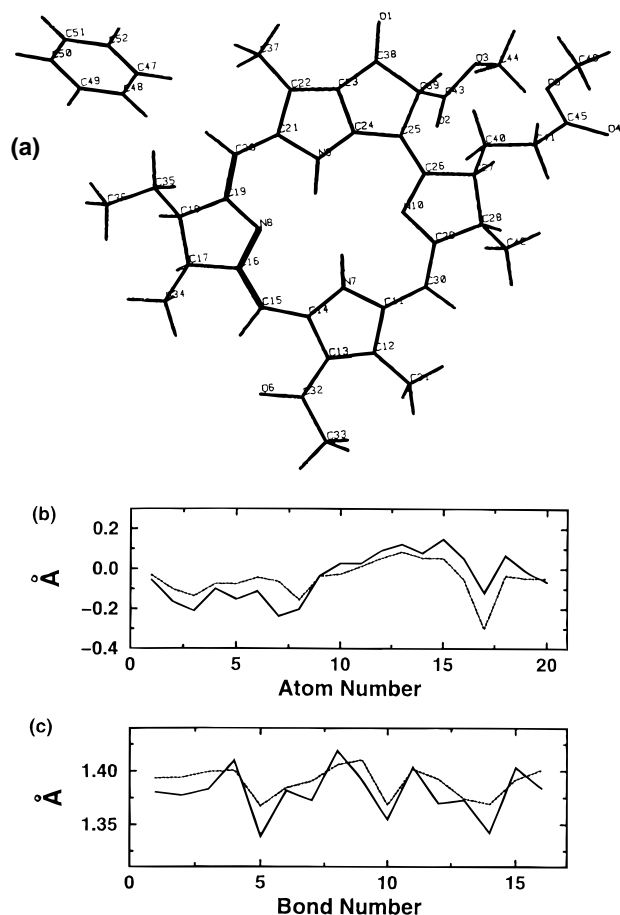 (a)
C51
C52
C50
C47
C49
C48
O1
C37
C38
O3
C44
C22
C23
C39
C43
O2
C45
O4
C21
C24
C25
C40
C41
C20
C26
C27
C35
C19
C36
C18
N8
N10
C28
C29
C42
C17
C16
C34
N7
C30
C15
C14
C11
C13
C12
O6
C32
C31
C33
(b)
0.2
0.0
−0.2
−0.4
Å
0 5 10 15 20
Atom Number
(c)
1.40
1.35
Å
0 5 10 15
Bond Number